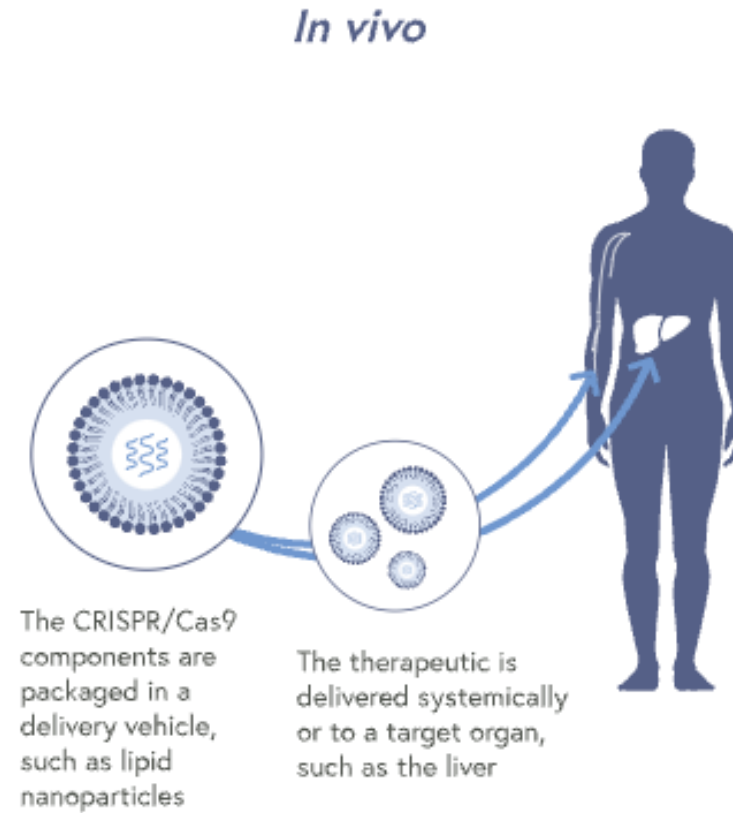 In vivo
The CRISPR/Cas9
components are
packaged in a
delivery vehicle,
such as lipid
nanoparticles
The therapeutic is
delivered systemically
or to a target organ,
such as the liver